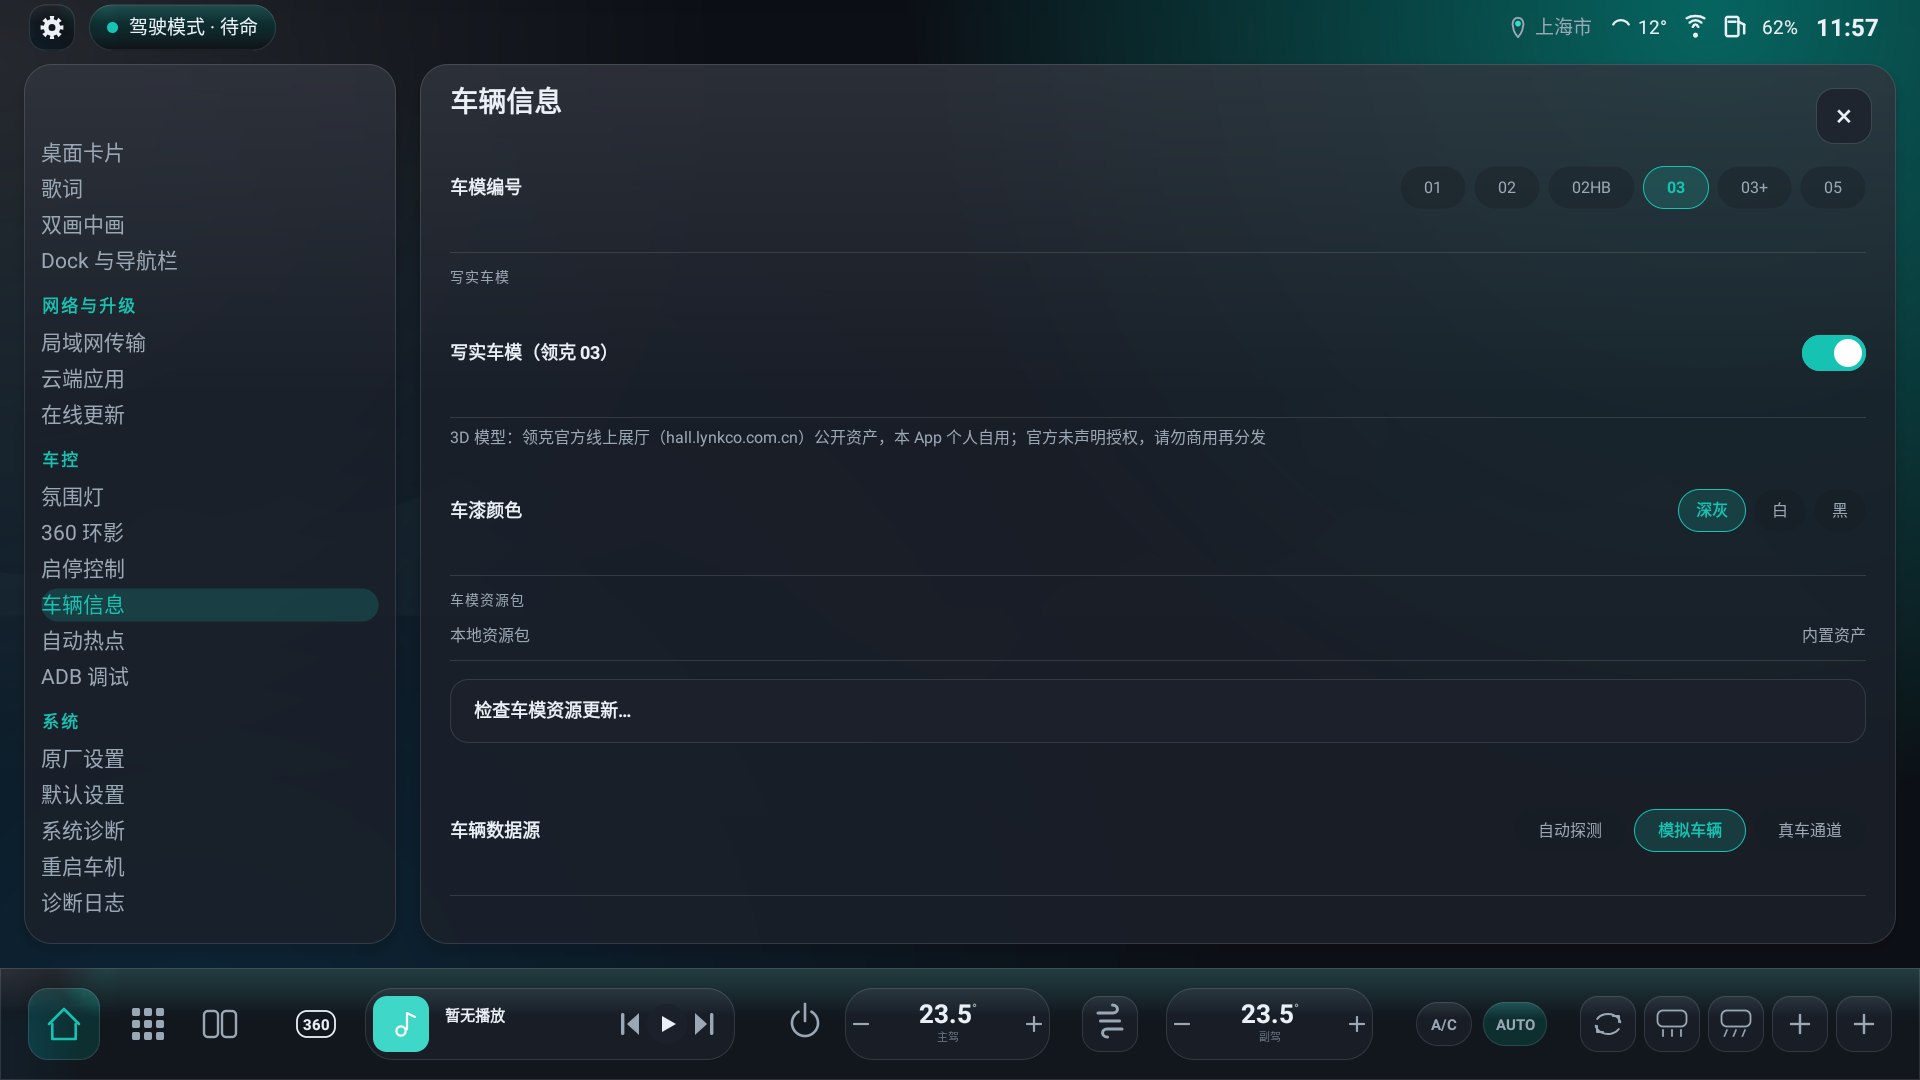 驾驶模式 · 待命
上海市 12° 62% 11:57
桌面卡片
歌词
双画中画
Dock 与导航栏
网络与升级
局域网传输
云端应用
在线更新
车控
氛围灯
360 环影
启停控制
车辆信息
自动热点
ADB 调试
系统
原厂设置
默认设置
系统诊断
重启车机
诊断日志
车辆信息
车模编号
01 02 02HB 03 03+ 05
写实车模
写实车模（领克 03）
3D 模型：领克官方线上展厅（hall.lynkco.com.cn）公开资产，本 App 个人自用；官方未声明授权，请勿商用再分发
车漆颜色
深灰 白 黑
车模资源包
本地资源包 内置资产
检查车模资源更新...
车辆数据源
自动探测 模拟车辆 真车通道
360
暂无播放
23.5°
主驾
23.5°
副驾
A/C AUTO